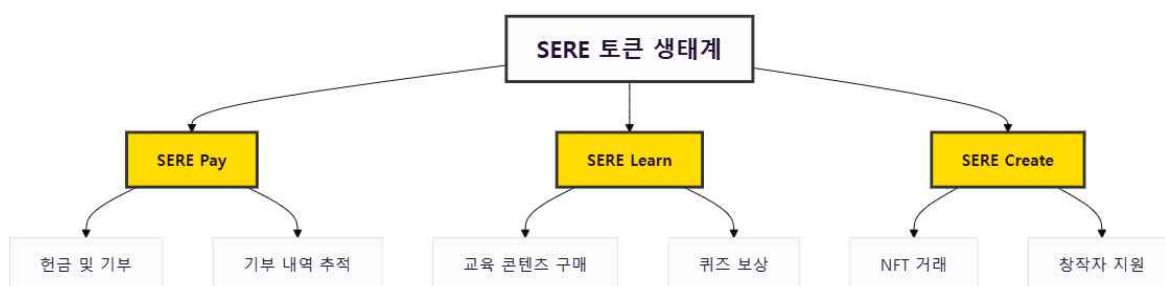 SERE 토큰 생태계
SERE Pay
SERE Learn
SERE Create
헌금 및 기부
기부 내역 추적
교육 콘텐츠 구매
퀴즈 보상
NFT 거래
창작자 지원